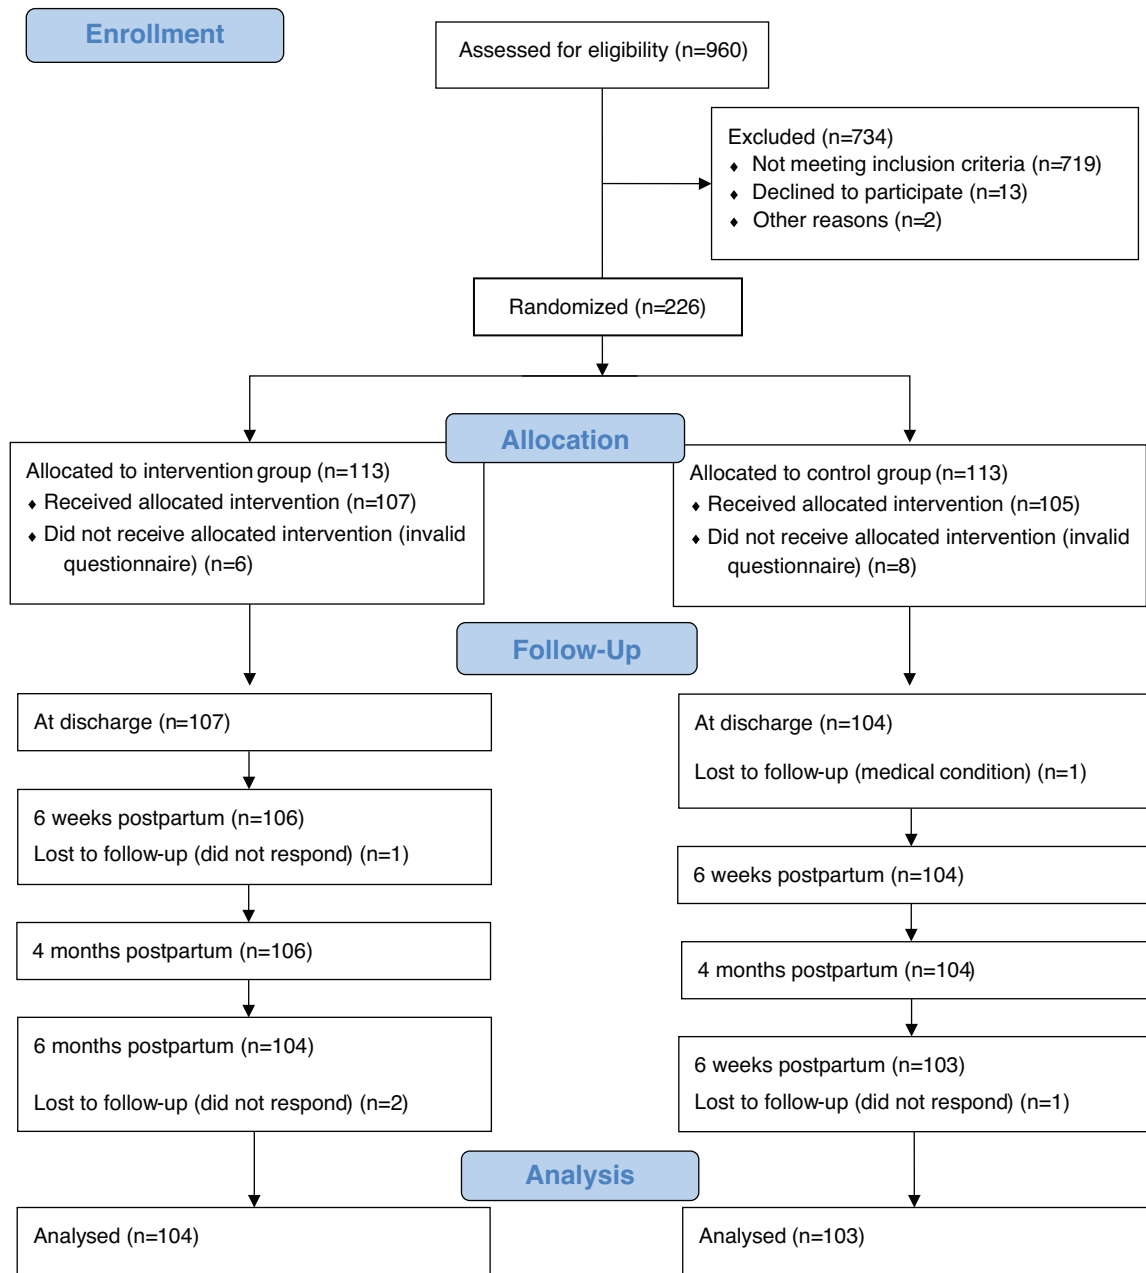 Enrollment
Assessed for eligibility (n=960)
Excluded (n=734)
♦ Not meeting inclusion criteria (n=719)
♦ Declined to participate (n=13)
♦ Other reasons (n=2)
Randomized (n=226)
Allocation
Allocated to intervention group (n=113)
♦ Received allocated intervention (n=107)
♦ Did not receive allocated intervention (invalid
questionnaire) (n=6)
Allocated to control group (n=113)
♦ Received allocated intervention (n=105)
♦ Did not receive allocated intervention (invalid
questionnaire) (n=8)
Follow-Up
At discharge (n=107)
6 weeks postpartum (n=106)
Lost to follow-up (did not respond) (n=1)
4 months postpartum (n=106)
6 months postpartum (n=104)
Lost to follow-up (did not respond) (n=2)
At discharge (n=104)
Lost to follow-up (medical condition) (n=1)
6 weeks postpartum (n=104)
4 months postpartum (n=104)
6 weeks postpartum (n=103)
Lost to follow-up (did not respond) (n=1)
Analysis
Analysed (n=104)
Analysed (n=103)